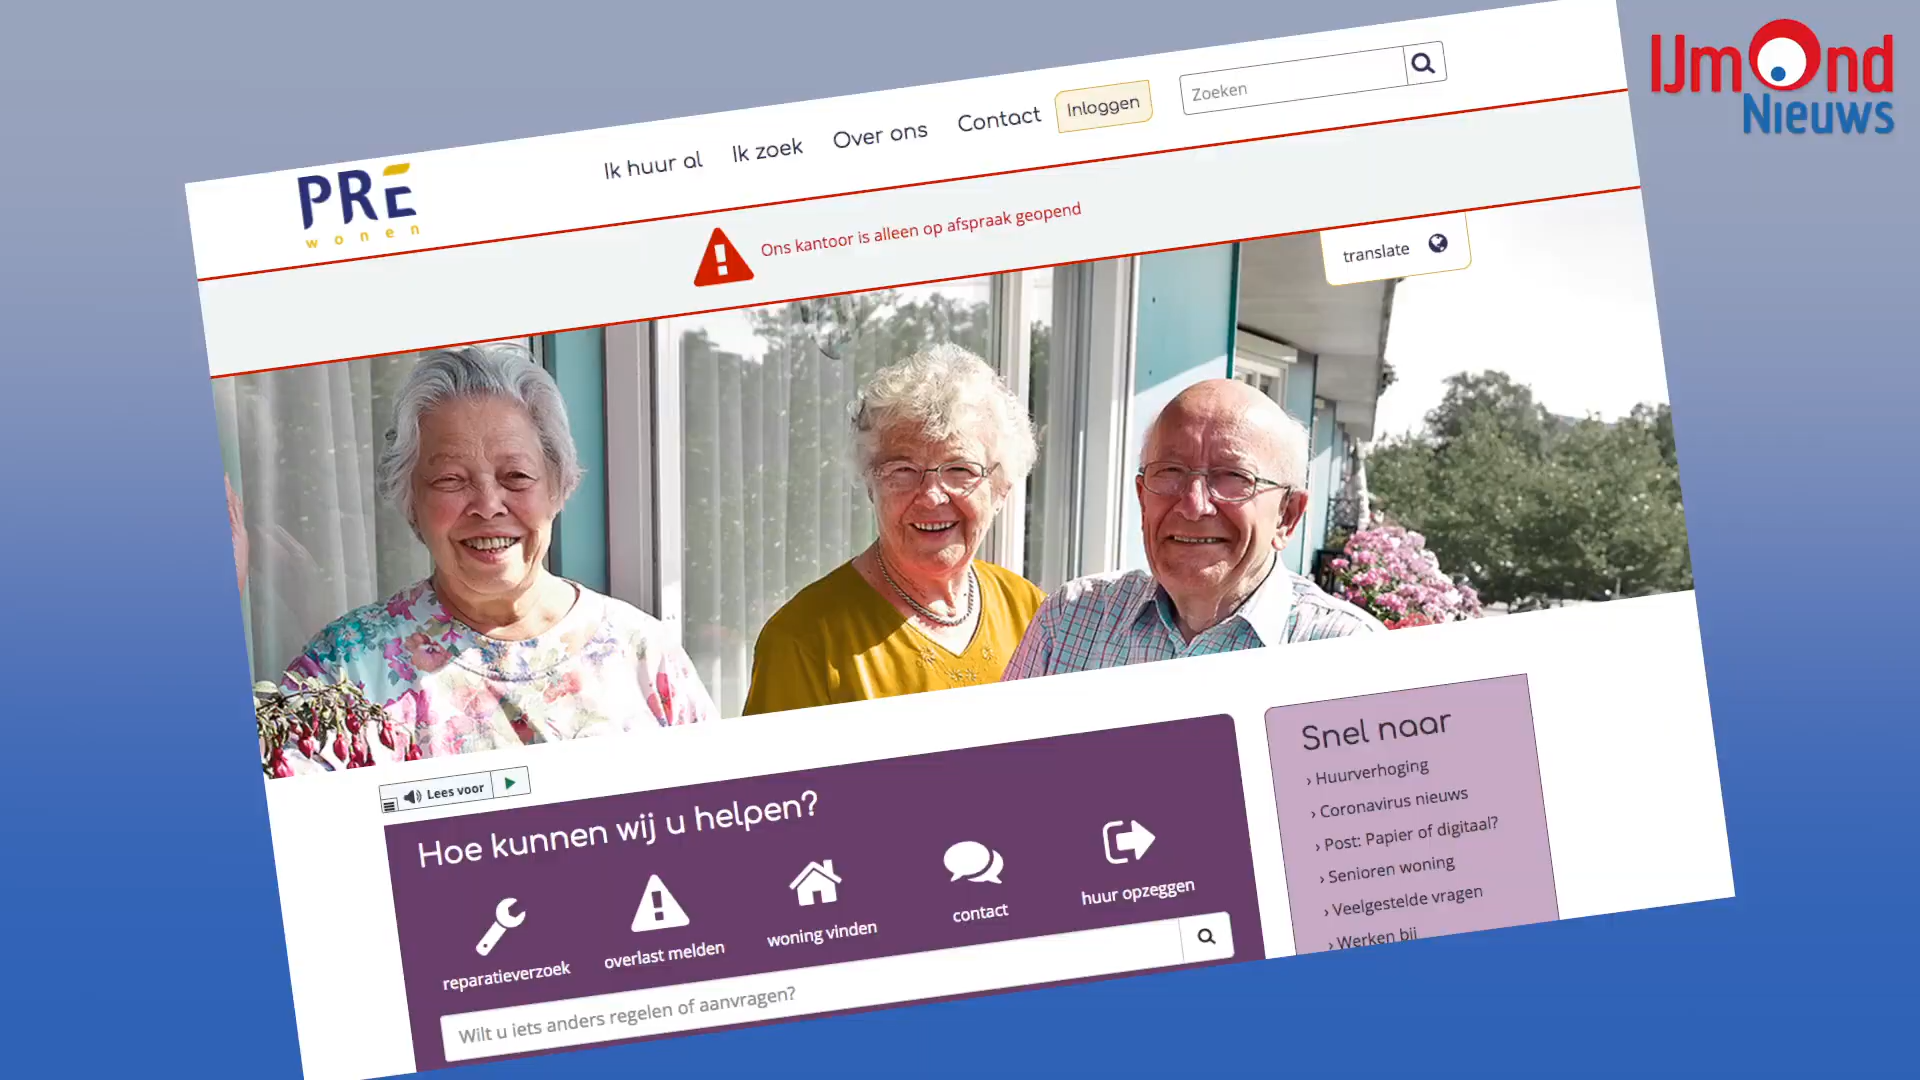 IJmond
Nieuws
PRE
wonen
Ik huur al
Ik zoek
Over ons
Contact
Inloggen
Zoeken
Ons kantoor is alleen op afspraak geopend
translate
Lees voor
Hoe kunnen wij u helpen?
reparatieverzoek
overlast melden
woning vinden
contact
huur opzeggen
Wilt u iets anders regelen of aanvragen?
Snel naar
› Huurverhoging
› Coronavirus nieuws
› Post: Papier of digitaal?
› Senioren woning
› Veelgestelde vragen
› Werken bij